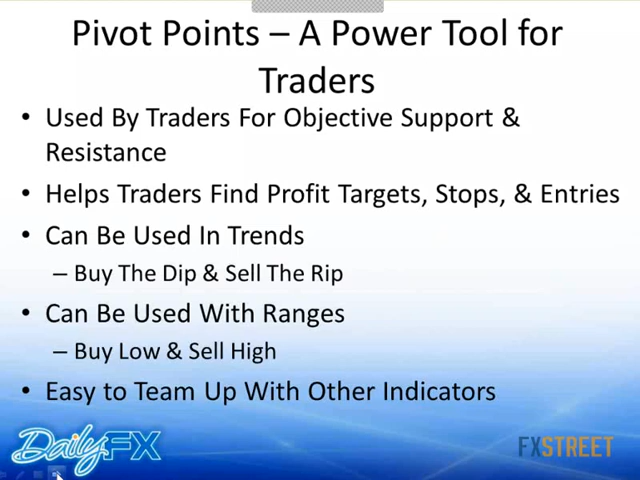 Pivot Points – A Power Tool for
Traders
• Used By Traders For Objective Support &
Resistance
• Helps Traders Find Profit Targets, Stops, & Entries
• Can Be Used In Trends
– Buy The Dip & Sell The Rip
• Can Be Used With Ranges
– Buy Low & Sell High
• Easy to Team Up With Other Indicators
DailyFX
FXSTREET